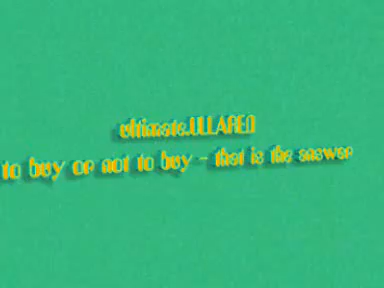 ultimate.ULLARED
to buy or not to buy - that is the answer